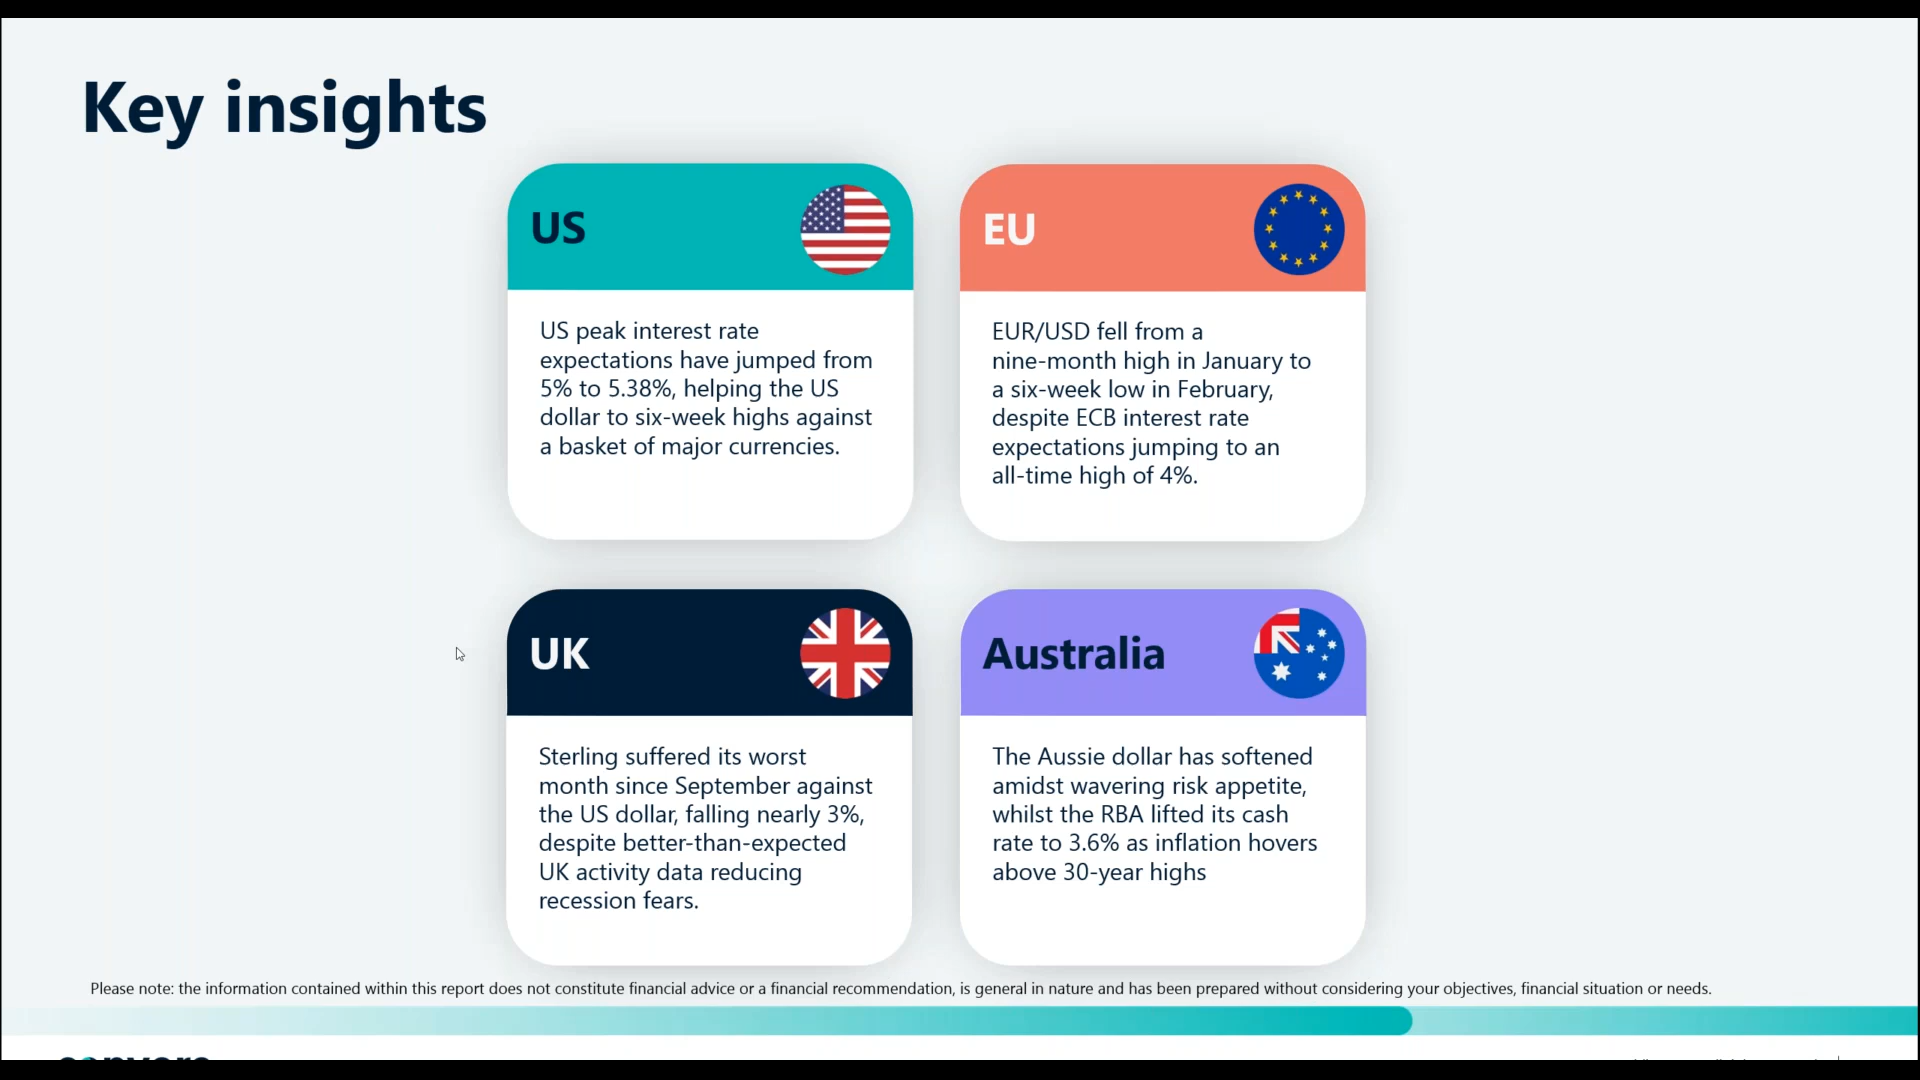 Key insights
US
US peak interest rate
expectations have jumped from
5% to 5.38%, helping the US
dollar to six-week highs against
a basket of major currencies.
EU
EUR/USD fell from a
nine-month high in January to
a six-week low in February,
despite ECB interest rate
expectations jumping to an
all-time high of 4%.
UK
Sterling suffered its worst
month since September against
the US dollar, falling nearly 3%,
despite better-than-expected
UK activity data reducing
recession fears.
Australia
The Aussie dollar has softened
amidst wavering risk appetite,
whilst the RBA lifted its cash
rate to 3.6% as inflation hovers
above 30-year highs
Please note: the information contained within this report does not constitute financial advice or a financial recommendation, is general in nature and has been prepared without considering your objectives, financial situation or needs.